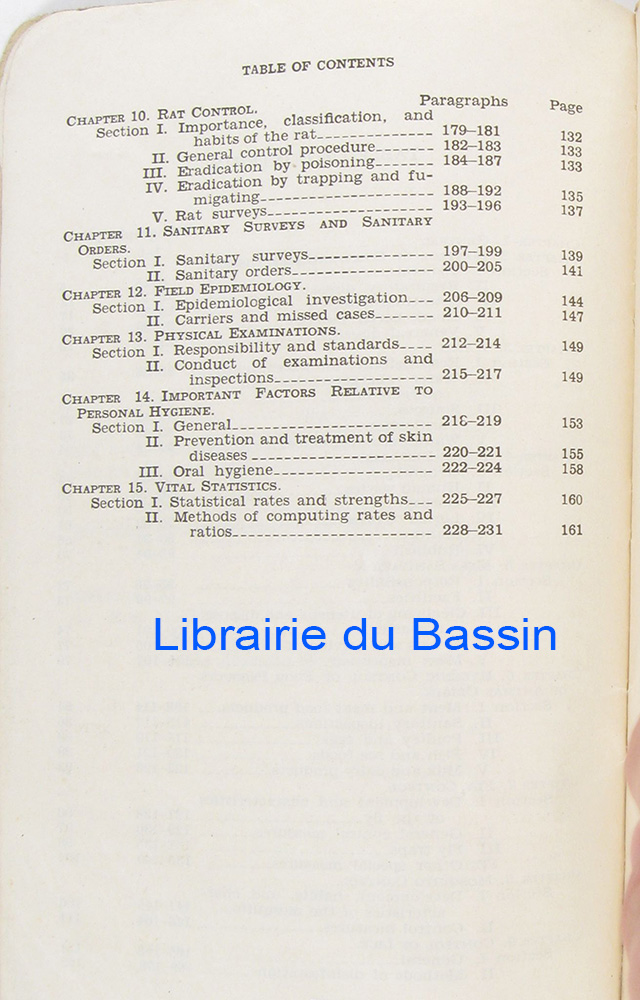 TABLE OF CONTENTS
Paragraphs Page
CHAPTER 10. RAT CONTROL.
Section I. Importance, classification, and
habits of the rat 179–181 132
II. General control procedure 182–183 133
III. Eradication by poisoning 184–187 133
IV. Eradication by trapping and fu-
migating 188–192 135
V. Rat surveys 193–196 137
CHAPTER 11. SANITARY SURVEYS AND SANITARY
ORDERS.
Section I. Sanitary surveys 197–199 139
II. Sanitary orders 200–205 141
CHAPTER 12. FIELD EPIDEMIOLOGY.
Section I. Epidemiological investigation 206–209 144
II. Carriers and missed cases 210–211 147
CHAPTER 13. PHYSICAL EXAMINATIONS.
Section I. Responsibility and standards 212–214 149
II. Conduct of examinations and
inspections 215–217 149
CHAPTER 14. IMPORTANT FACTORS RELATIVE TO
PERSONAL HYGIENE.
Section I. General 218–219 153
II. Prevention and treatment of skin
diseases 220–221 155
III. Oral hygiene 222–224 158
CHAPTER 15. VITAL STATISTICS.
Section I. Statistical rates and strengths 225–227 160
II. Methods of computing rates and
ratios 228–231 161
Librairie du Bassin